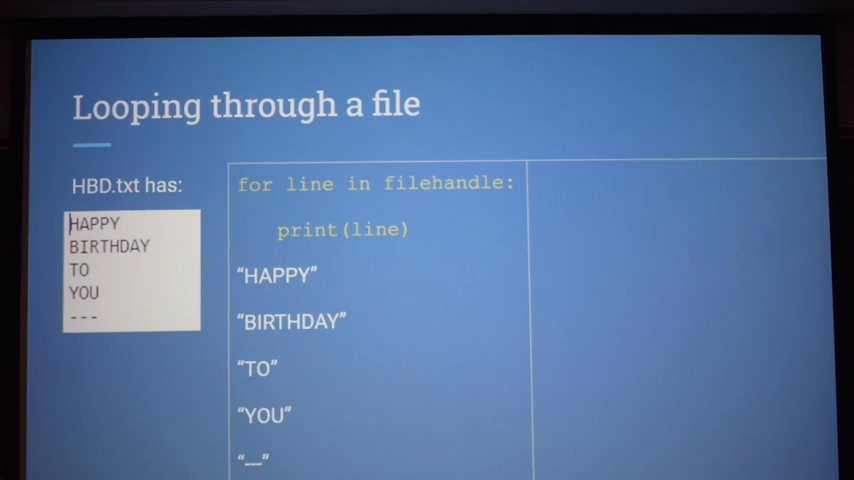 Looping through a file
HBD.txt has:
HAPPY
BIRTHDAY
TO
YOU
---
for line in filehandle:
print(line)
“HAPPY”
“BIRTHDAY”
“TO”
“YOU”
“---”